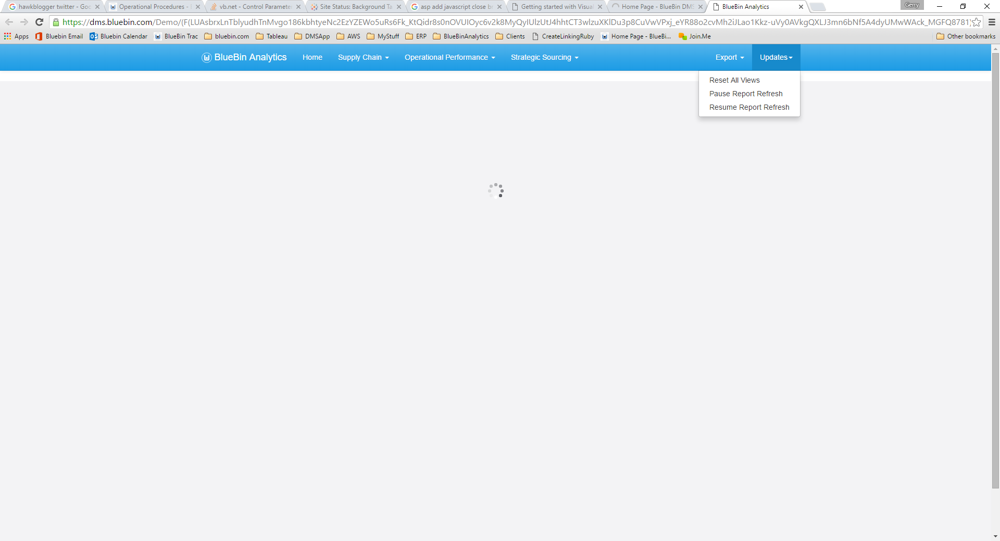 hawkblogger twitter - Goo
Operational Procedures -
vb.net - Control Paramete
Site Status: Background Ta
asp add javascript close br
Getting started with Visual
Home Page - BlueBin DMS
BlueBin Analytics
Gerry
https://dms.bluebin.com/Demo/(F(LUAsbrxLnTblyudhTnMvgo186kbhtyeNc2EzYZEWo5uRs6Fk_KtQidr8s0nOVUIOyc6v2k8MyQyIUlzUtJ4hhtCT3wlzuXKlDu3p8CuVwVPxj_eYR88o2cvMh2iJLao1Kkz-uVy0AVkgQXLJ3mn6bNf5A4dyUMwWAck_MGFQ8781)
Apps Bluebin Email Bluebin Calendar BlueBin Trac bluebin.com Tableau DMSApp AWS MyStuff ERP BlueBinAnalytics Clients CreateLinkingRuby Home Page - BlueBi... Join.Me Other bookmarks
BlueBin Analytics Home Supply Chain Operational Performance Strategic Sourcing Export Updates
Reset All Views
Pause Report Refresh
Resume Report Refresh